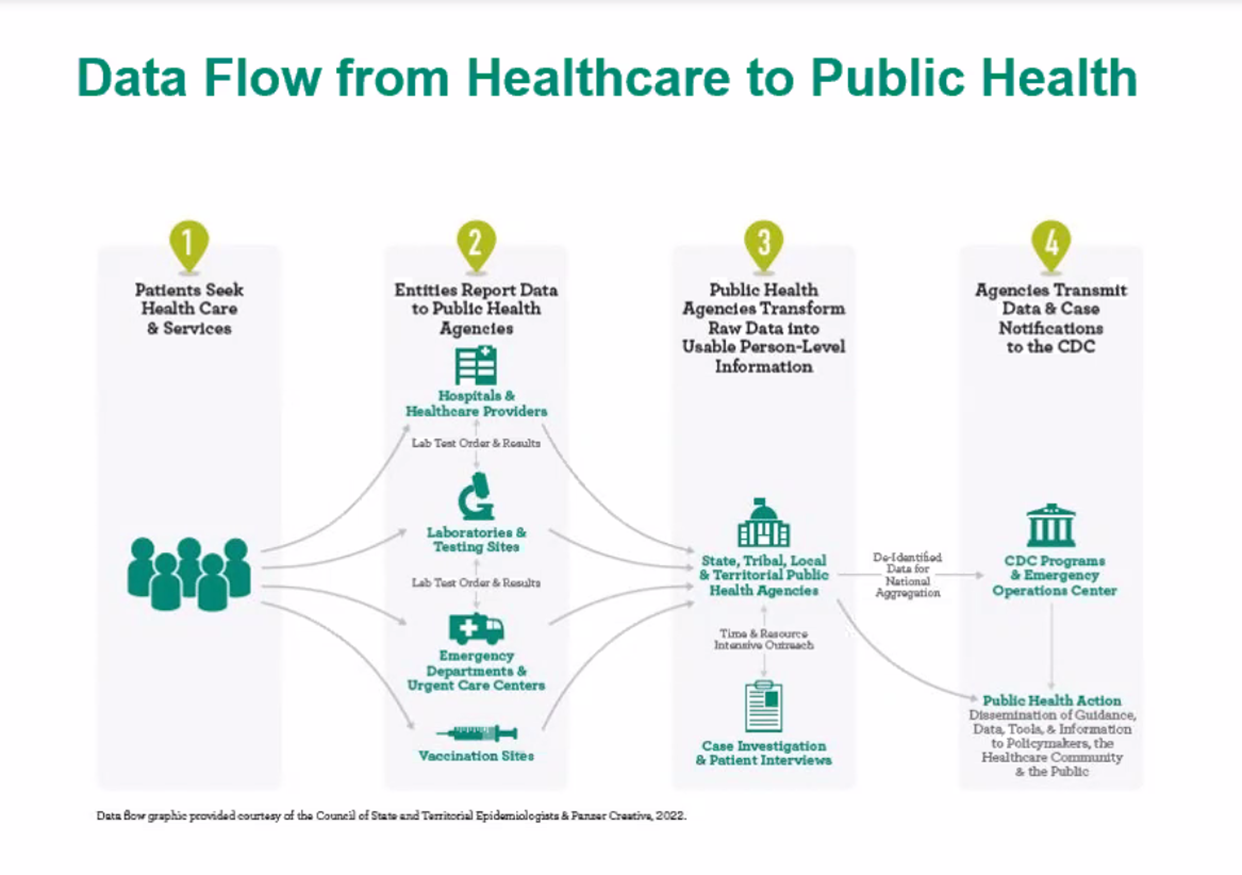 Data Flow from Healthcare to Public Health
1
Patients Seek
Health Care
& Services
2
Entities Report Data
to Public Health
Agencies
Hospitals &
Healthcare Providers
Lab Test Order & Results
Laboratories &
Testing Sites
Lab Test Order & Results
Emergency
Departments &
Urgent Care Centers
Vaccination Sites
3
Public Health
Agencies Transform
Raw Data into
Usable Person-Level
Information
State, Tribal, Local
& Territorial Public
Health Agencies
Time & Resource
Intensive Outreach
Case Investigation
& Patient Interviews
De-Identified
Data for
National
Aggregation
4
Agencies Transmit
Data & Case
Notifications
to the CDC
CDC Programs
& Emergency
Operations Center
Public Health Action
Dissemination of Guidance,
Data, Tools, & Information
to Policymakers, the
Healthcare Community
& the Public
Data flow graphic provided courtesy of the Council of State and Territorial Epidemiologists & Panzer Creative, 2022.